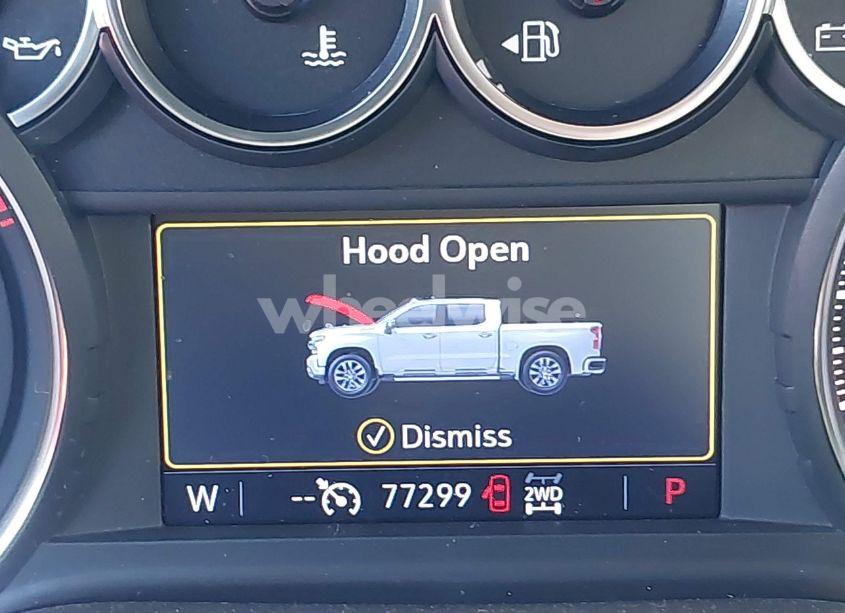 Hood Open
wheelwise
Dismiss
W -- 77299 2WD P